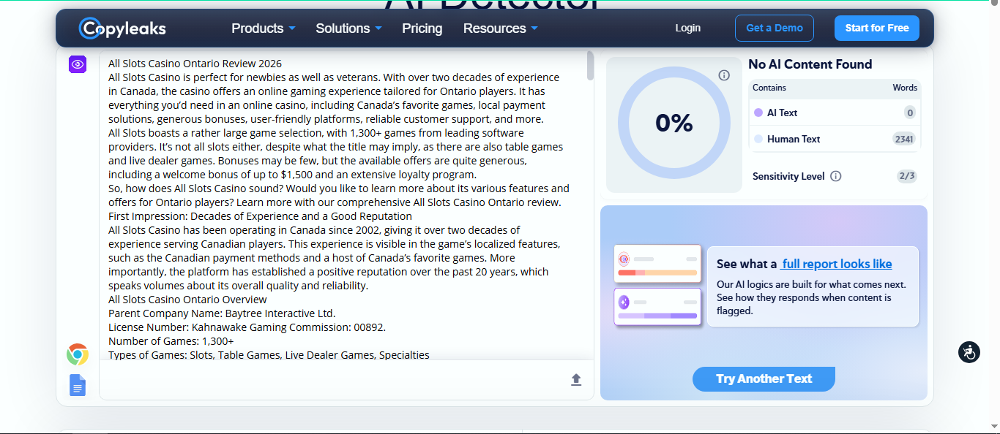 AI Detector
Copyleaks
Products
Solutions
Pricing
Resources
Login
Get a Demo
Start for Free
All Slots Casino Ontario Review 2026
All Slots Casino is perfect for newbies as well as veterans. With over two decades of experience
in Canada, the casino offers an online gaming experience tailored for Ontario players. It has
everything you’d need in an online casino, including Canada’s favorite games, local payment
solutions, generous bonuses, user-friendly platforms, reliable customer support, and more.
All Slots boasts a rather large game selection, with 1,300+ games from leading software
providers. It’s not all slots either, despite what the title may imply, as there are also table games
and live dealer games. Bonuses may be few, but the available offers are quite generous,
including a welcome bonus of up to $1,500 and an extensive loyalty program.
So, how does All Slots Casino sound? Would you like to learn more about its various features and
offers for Ontario players? Learn more with our comprehensive All Slots Casino Ontario review.
First Impression: Decades of Experience and a Good Reputation
All Slots Casino has been operating in Canada since 2002, giving it over two decades of
experience serving Canadian players. This experience is visible in the game’s localized features,
such as the Canadian payment methods and a host of Canada’s favorite games. More
importantly, the platform has established a positive reputation over the past 20 years, which
speaks volumes about its overall quality and reliability.
All Slots Casino Ontario Overview
Parent Company Name: Baytree Interactive Ltd.
License Number: Kahnawake Gaming Commission: 00892.
Number of Games: 1,300+
Types of Games: Slots, Table Games, Live Dealer Games, Specialties
0%
No AI Content Found
Contains Words
AI Text 0
Human Text 2341
Sensitivity Level 2/3
See what a full report looks like
Our AI logics are built for what comes next.
See how they responds when content is
flagged.
Try Another Text